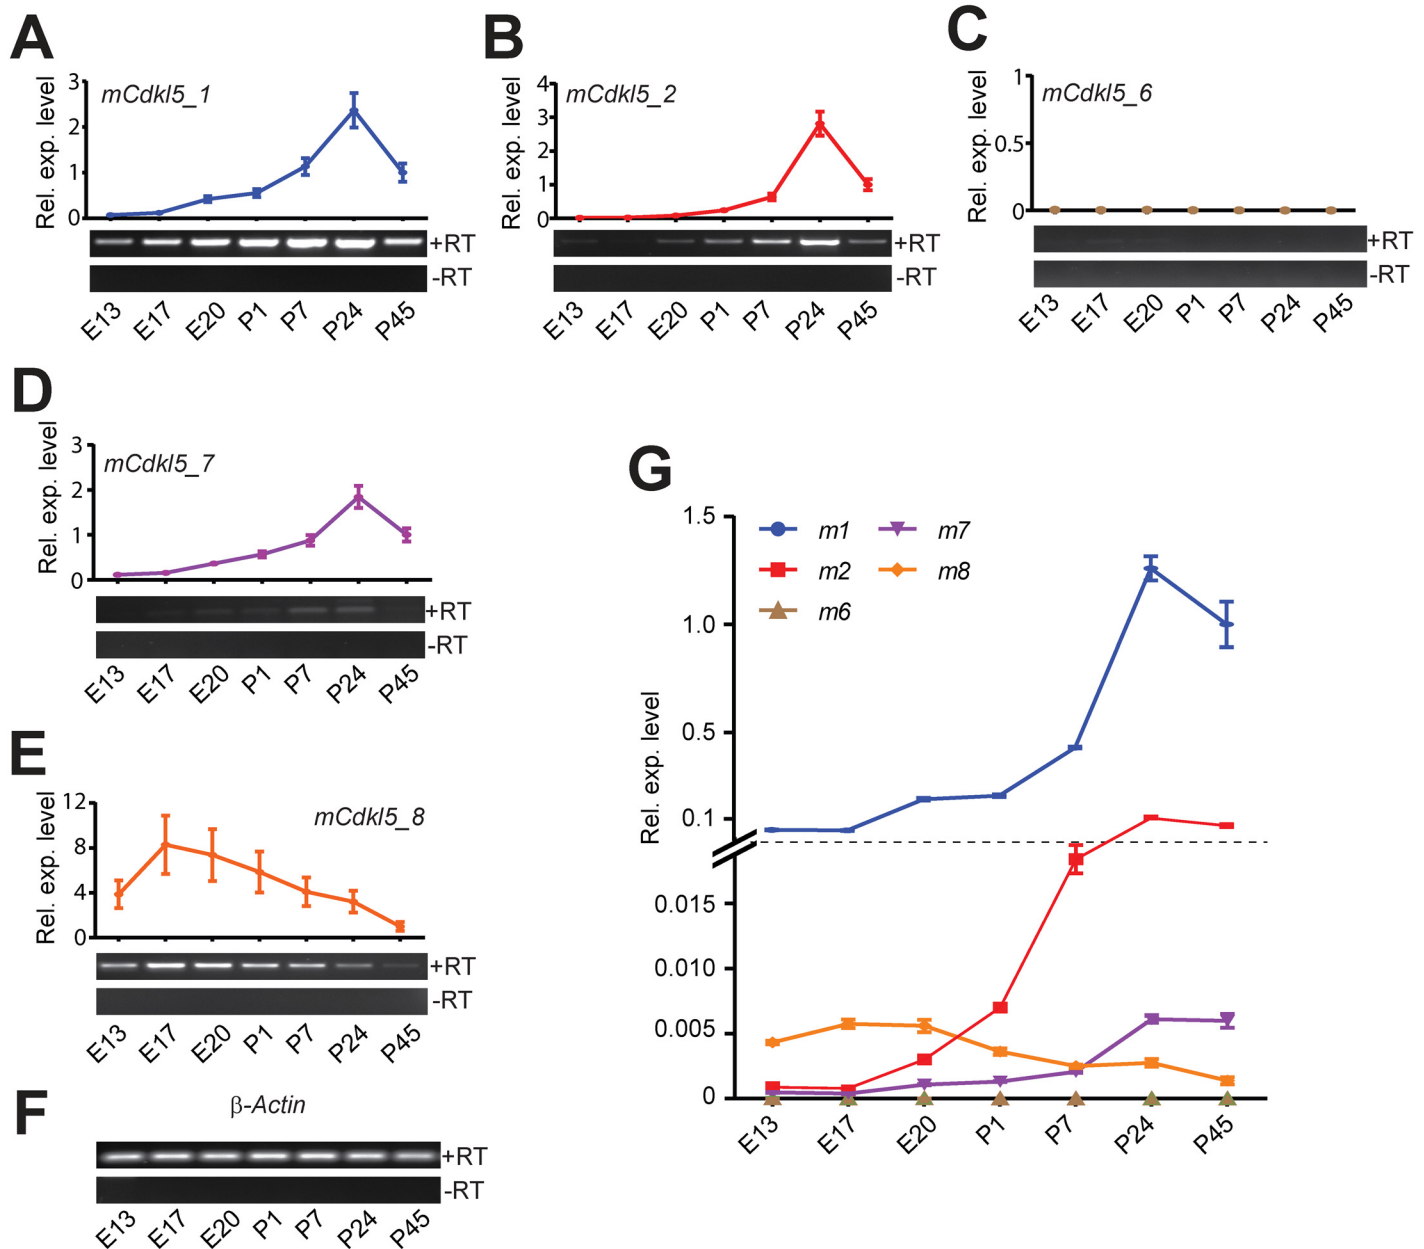 A
mCdkl5_1
Rel. exp. level
3
2
1
0
+RT
-RT
E13 E17 E20 P1 P7 P24 P45
B
mCdkl5_2
Rel. exp. level
4
3
2
1
0
+RT
-RT
E13 E17 E20 P1 P7 P24 P45
C
mCdkl5_6
Rel. exp. level
1
0.5
0
+RT
-RT
E13 E17 E20 P1 P7 P24 P45
D
mCdkl5_7
Rel. exp. level
3
2
1
0
+RT
-RT
E13 E17 E20 P1 P7 P24 P45
E
mCdkl5_8
Rel. exp. level
12
8
4
0
+RT
-RT
E13 E17 E20 P1 P7 P24 P45
F
β-Actin
+RT
-RT
E13 E17 E20 P1 P7 P24 P45
G
m1 m7
m2 m8
m6
Rel. exp. level
1.5
1.0
0.5
0.1
0.015
0.010
0.005
0
E13 E17 E20 P1 P7 P24 P45